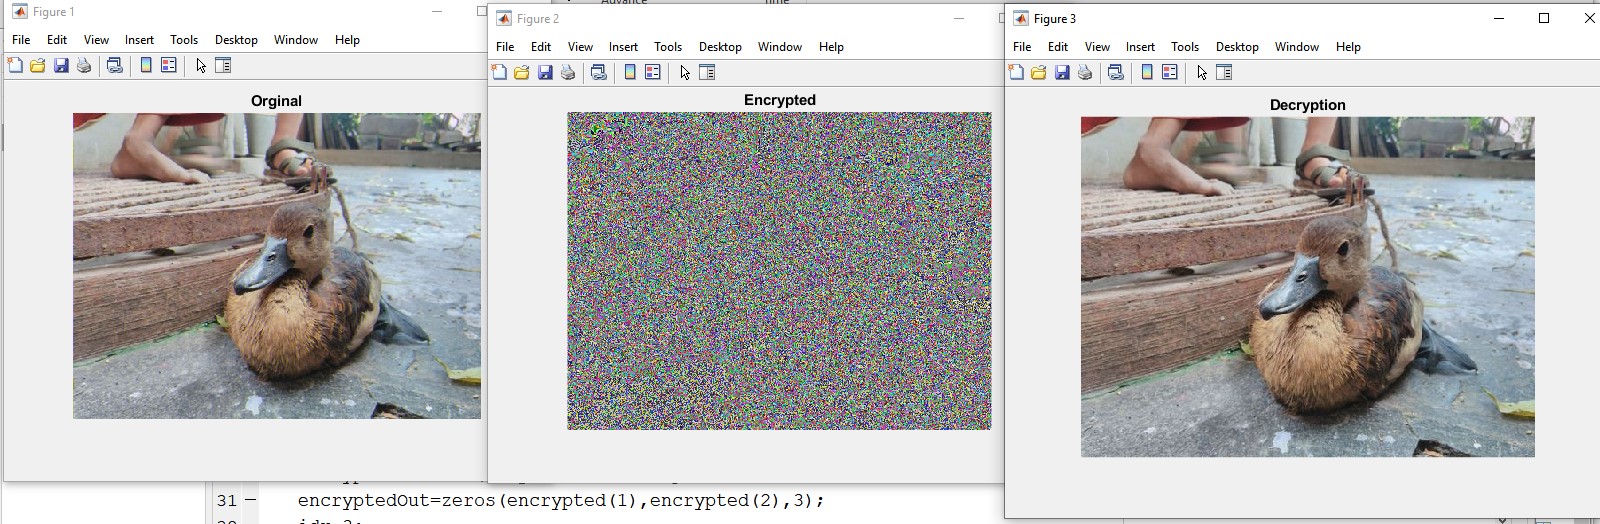 Advance
Time
Figure 1
File Edit View Insert Tools Desktop Window Help
Orginal
Figure 2
File Edit View Insert Tools Desktop Window Help
Encrypted
Figure 3
File Edit View Insert Tools Desktop Window Help
Decryption
31 – encryptedOut=zeros(encrypted(1),encrypted(2),3);